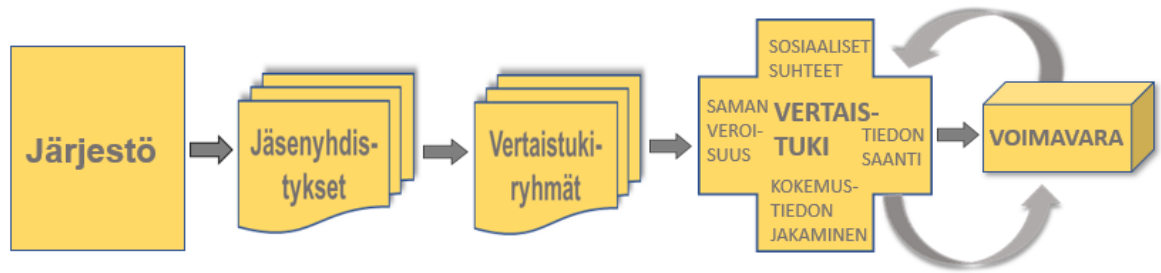 Järjestö
Jäsenyhdis-
tykset
Vertaistuki-
ryhmät
SOSIAALISET
SUHTEET
SAMAN
VEROI-
SUUS
VERTAIS-
TUKI
TIEDON
SAANTI
KOKEMUS-
TIEDON
JAKAMINEN
VOIMAVARA